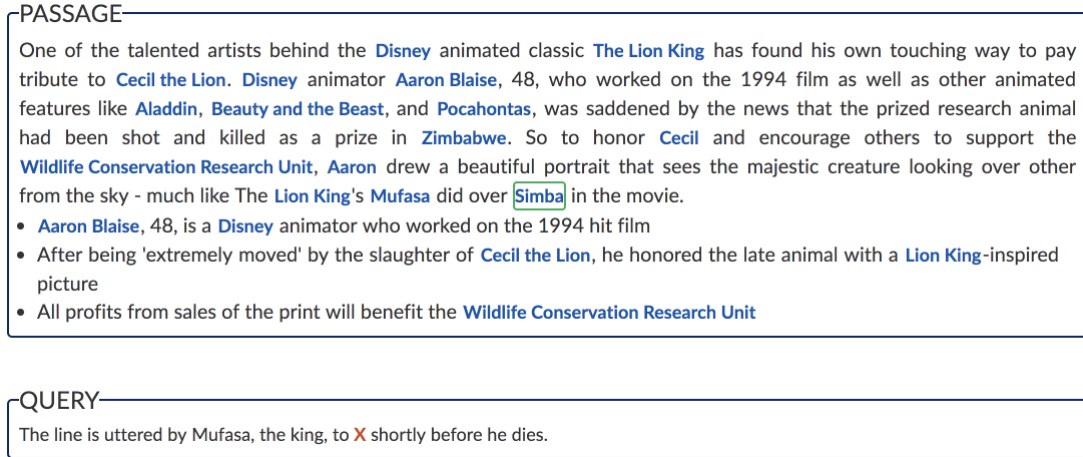 PASSAGE
One of the talented artists behind the Disney animated classic The Lion King has found his own touching way to pay
tribute to Cecil the Lion. Disney animator Aaron Blaise, 48, who worked on the 1994 film as well as other animated
features like Aladdin, Beauty and the Beast, and Pocahontas, was saddened by the news that the prized research animal
had been shot and killed as a prize in Zimbabwe. So to honor Cecil and encourage others to support the
Wildlife Conservation Research Unit, Aaron drew a beautiful portrait that sees the majestic creature looking over other
from the sky - much like The Lion King's Mufasa did over Simba in the movie.
• Aaron Blaise, 48, is a Disney animator who worked on the 1994 hit film
• After being 'extremely moved' by the slaughter of Cecil the Lion, he honored the late animal with a Lion King-inspired
picture
• All profits from sales of the print will benefit the Wildlife Conservation Research Unit
QUERY
The line is uttered by Mufasa, the king, to X shortly before he dies.